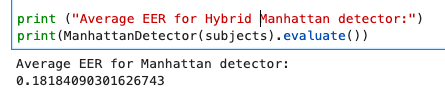 print ("Average EER for Hybrid Manhattan detector:")
print(ManhattanDetector(subjects).evaluate())
Average EER for Manhattan detector:
0.18184090301626743